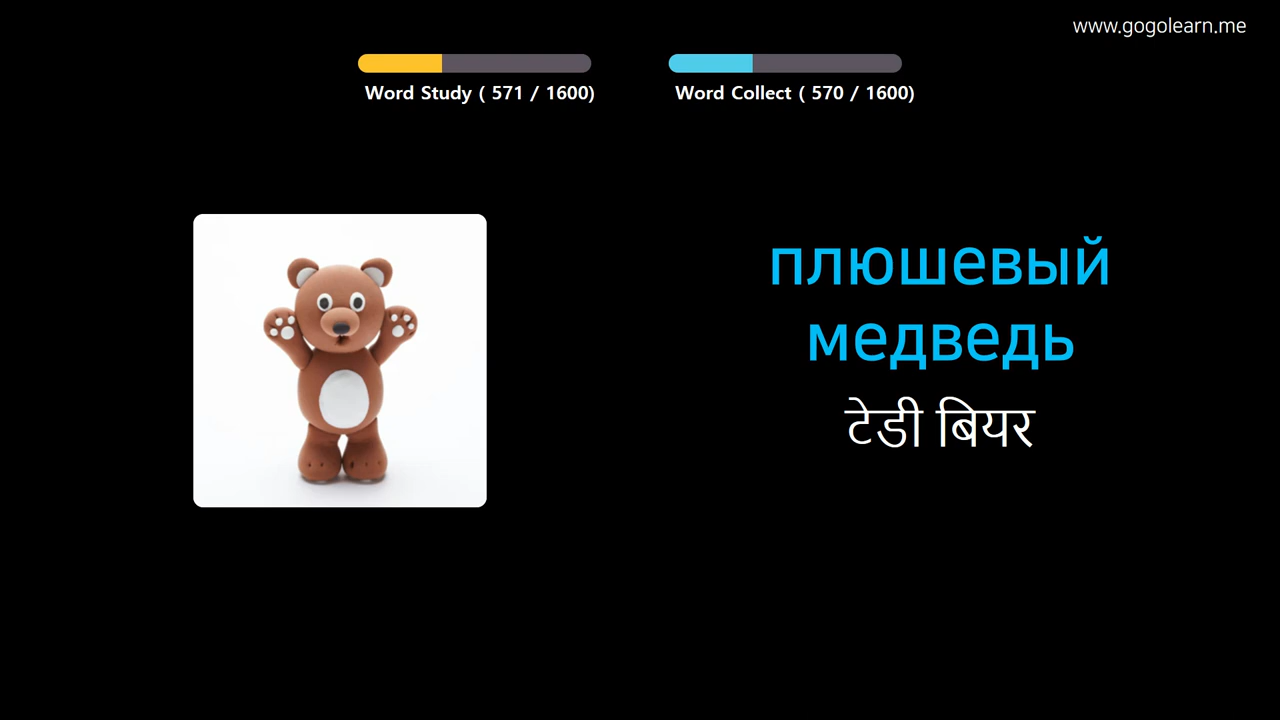 www.gogolearn.me
Word Study ( 571 / 1600)
Word Collect ( 570 / 1600)
плюшевый
медведь
टेडी बियर